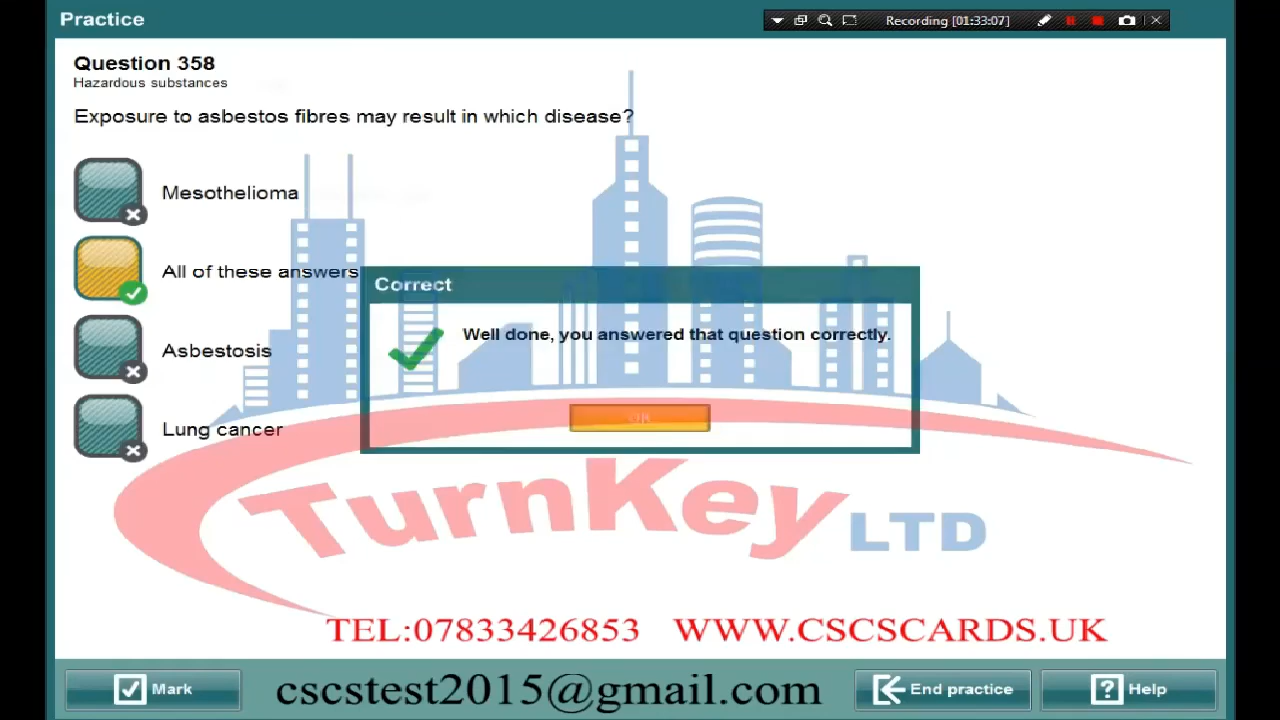 Practice
Recording [01:33:07]
Question 358
Hazardous substances
Exposure to asbestos fibres may result in which disease?
Mesothelioma
All of these answers
Asbestosis
Lung cancer
Correct
Well done, you answered that question correctly.
OK
TurnKey LTD
TEL:07833426853 WWW.CSCSCARDS.UK
Mark
cscstest2015@gmail.com
End practice
Help